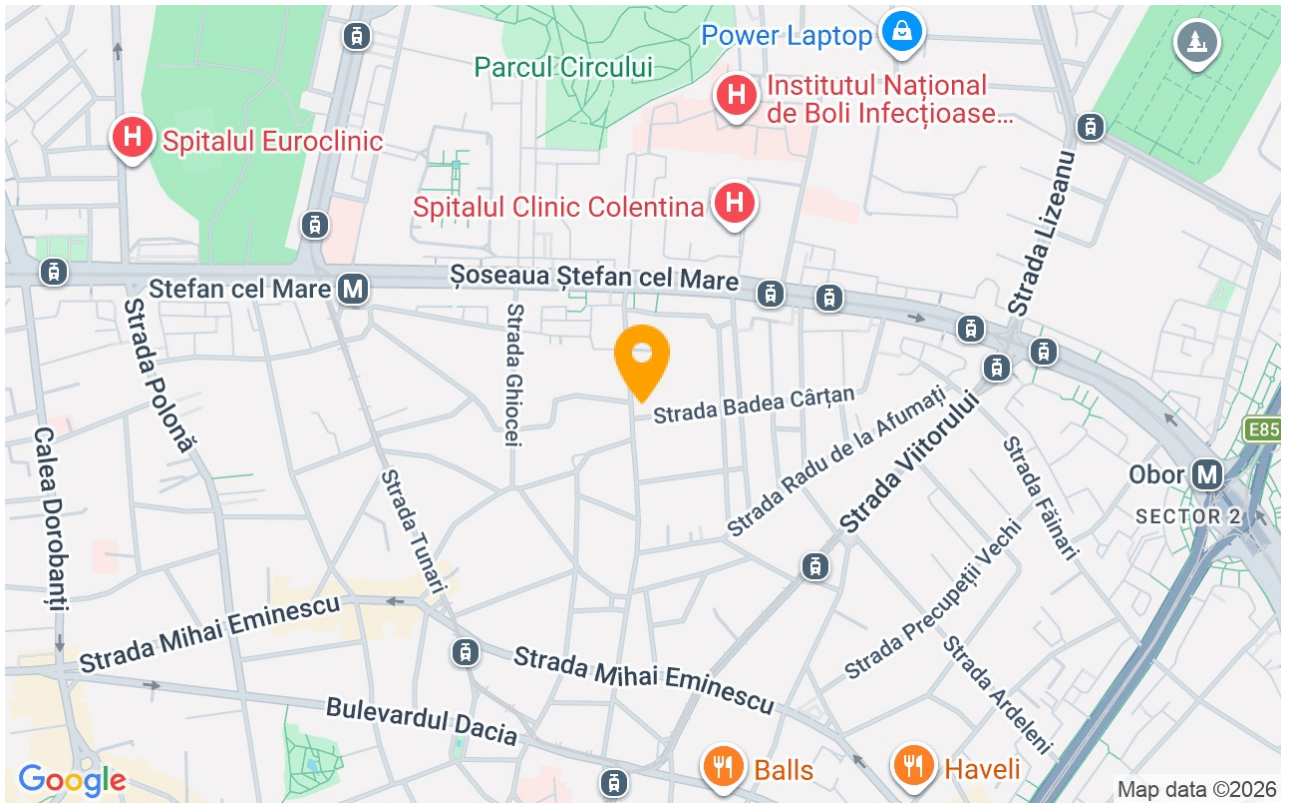 Power Laptop
Parcul Circului
Institutul Național
de Boli Infecțioase...
Spitalul Euroclinic
Spitalul Clinic Colentina
Strada Lizeanu
Șoseaua Ștefan cel Mare
Stefan cel Mare
M
Strada Polonă
Strada Ghiocei
Strada Badea Cârțan
Strada Radu de la Afumați
Strada Viitorului
E85
Calea Dorobanți
Strada Tunari
Obor
M
SECTOR 2
Strada Făinari
Strada Precupeții Vechi
Strada Mihai Eminescu
Strada Mihai Eminescu
Strada Ardeleni
Bulevardul Dacia
Balls
Haveli
Google
Map data ©2026
H
H
H